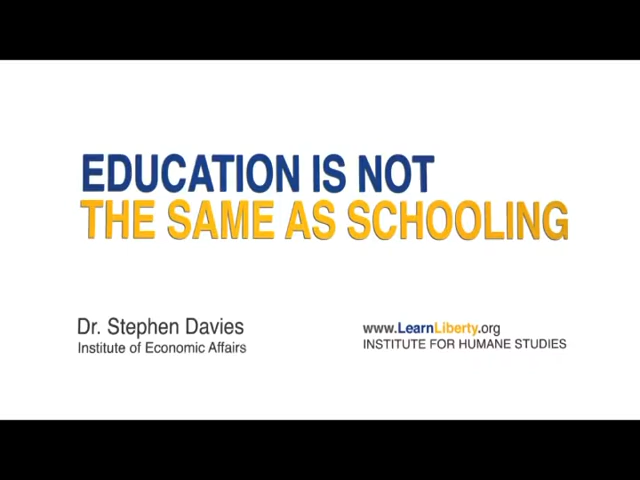 EDUCATION IS NOT
THE SAME AS SCHOOLING
Dr. Stephen Davies
Institute of Economic Affairs
www.LearnLiberty.org
INSTITUTE FOR HUMANE STUDIES